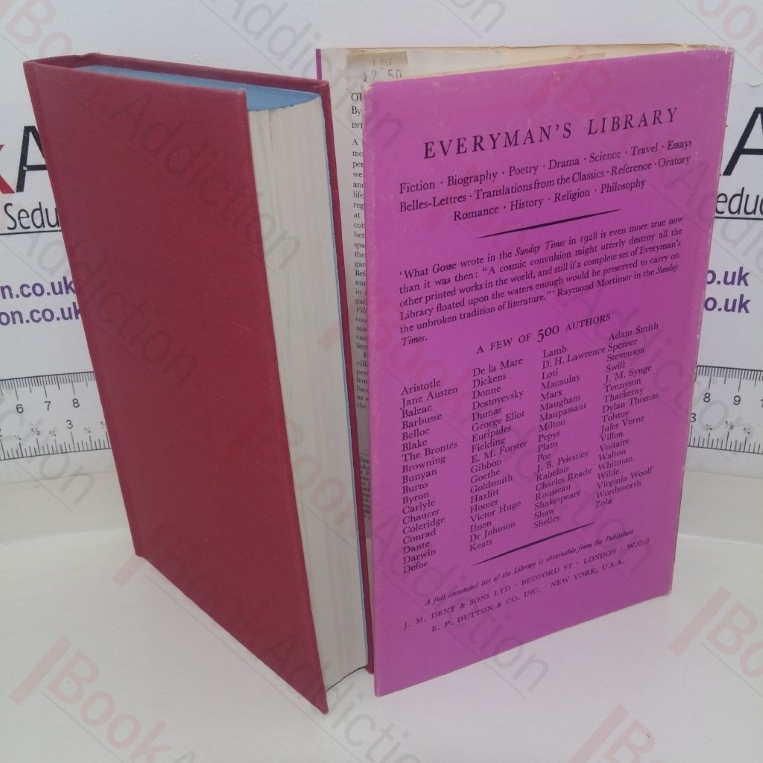 EVERYMAN'S LIBRARY
Fiction · Biography · Poetry · Drama · Science · Travel · Essays
Belles-Lettres · Translations from the Classics · Reference · Oratory
Romance · History · Religion · Philosophy
'What Gosse wrote in the Sunday Times in 1928 is even more true now
than it was then: "A cosmic convulsion might utterly destroy all the
other printed works in the world, and still if a complete set of Everyman's
Library floated upon the waters enough would be preserved to carry on
the unbroken tradition of literature."' Raymond Mortimer in the Sunday
Times.
A FEW OF 500 AUTHORS
Aristotle
Jane Austen
Balzac
Barbusse
Belloc
Blake
The Brontës
Browning
Bunyan
Burns
Byron
Carlyle
Chaucer
Coleridge
Conrad
Dante
Darwin
Defoe
De la Mare
Dickens
Donne
Dostoyevsky
Dumas
George Eliot
Euripides
Fielding
E. M. Forster
Gibbon
Goethe
Goldsmith
Hazlitt
Homer
Victor Hugo
Ibsen
Dr Johnson
Keats
Lamb
D. H. Lawrence
Loti
Macaulay
Marx
Maugham
Maupassant
Milton
Pepys
Plato
Poe
J. B. Priestley
Rabelais
Charles Reade
Rousseau
Shakespeare
Shaw
Shelley
Adam Smith
Spenser
Stevenson
Swift
J. M. Synge
Tennyson
Thackeray
Dylan Thomas
Tolstoy
Jules Verne
Villon
Voltaire
Walton
Whitman
Wilde
Virginia Woolf
Wordsworth
Zola
A full annotated list of the Library is obtainable from the Publishers
J. M. DENT & SONS LTD · BEDFORD ST · LONDON · W.C.2
E. P. DUTTON & CO. INC. · NEW YORK, U.S.A.
BookAddiction